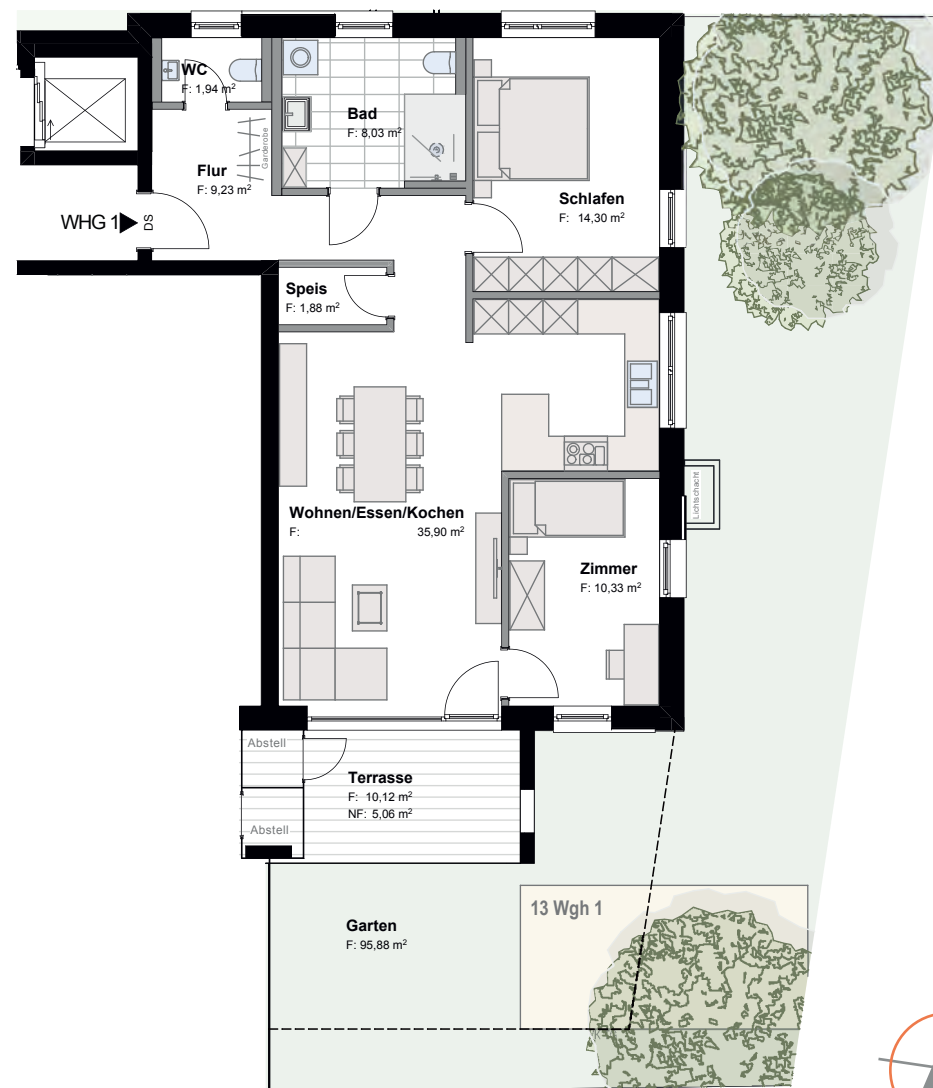 WC
F: 1,94 m²
Bad
F: 8,03 m²
Garderobe
Flur
F: 9,23 m²
Schlafen
F: 14,30 m²
WHG 1
DS
Speis
F: 1,88 m²
Lichtschacht
Wohnen/Essen/Kochen
F: 35,90 m²
Zimmer
F: 10,33 m²
Abstell
Terrasse
F: 10,12 m²
NF: 5,06 m²
Abstell
13 Wgh 1
Garten
F: 95,88 m²